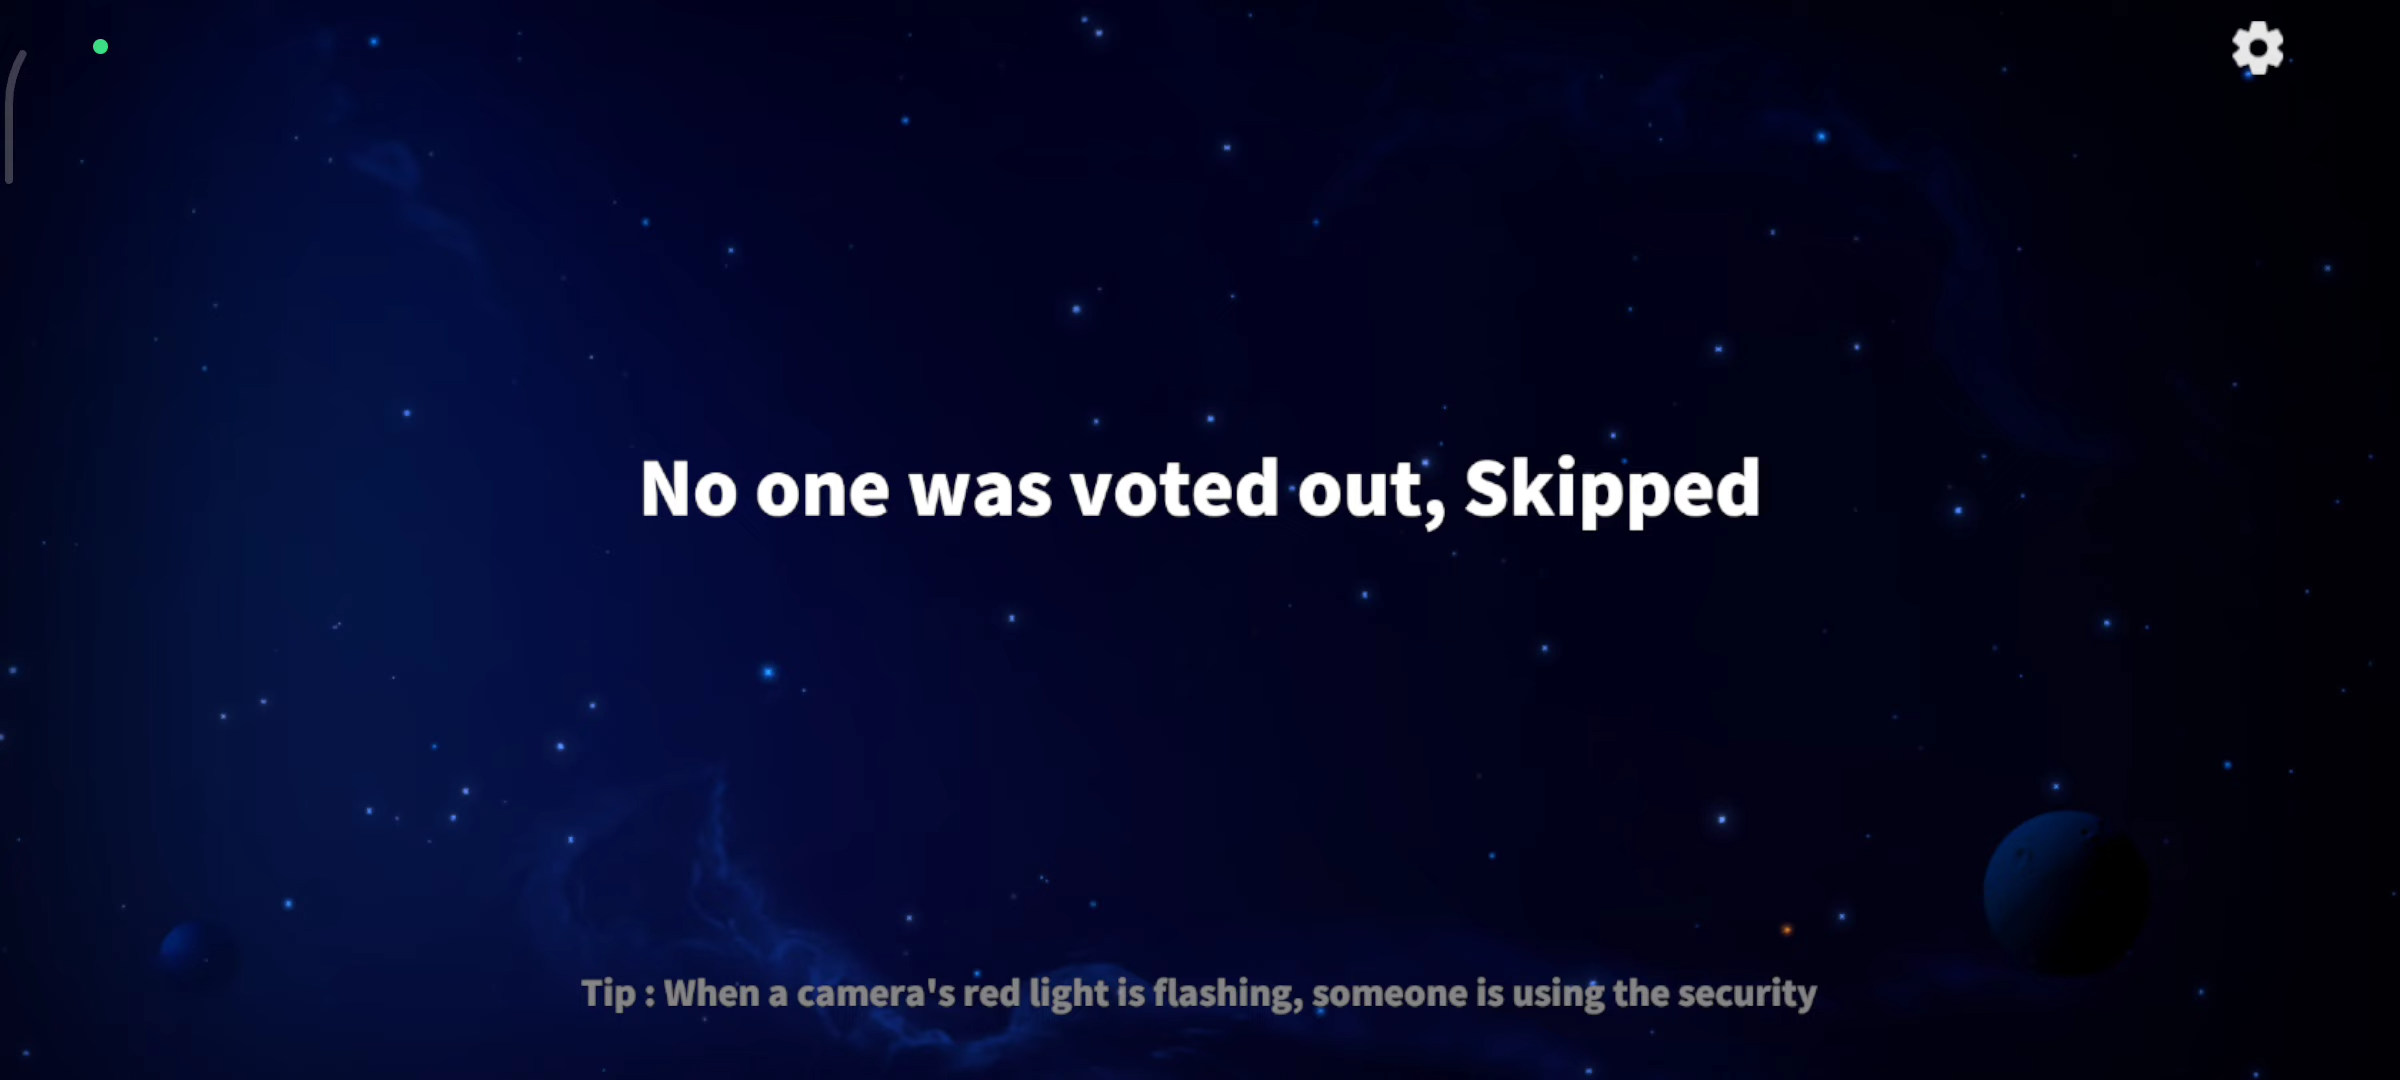 No one was voted out, Skipped
Tip : When a camera's red light is flashing, someone is using the security